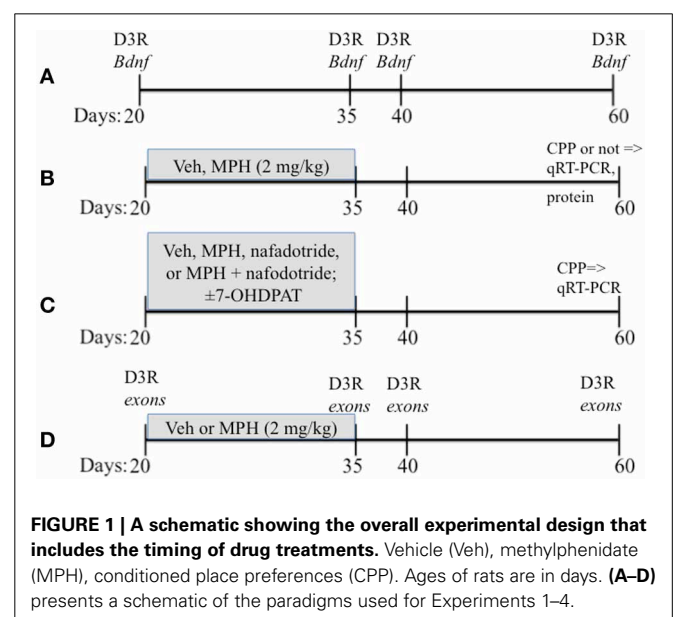 D3R D3R D3R D3R
Bdnf Bdnf Bdnf Bdnf
A
Days: 20 35 40 60
CPP or not =>
qRT-PCR,
protein
B
Veh, MPH (2 mg/kg)
Days: 20 35 40 60
Veh, MPH, nafadotride,
or MPH + nafodotride;
±7-OHDPAT
CPP=>
qRT-PCR
C
Days: 20 35 40 60
D3R D3R D3R D3R
exons exons exons exons
Veh or MPH (2 mg/kg)
D
Days: 20 35 40 60
FIGURE 1 | A schematic showing the overall experimental design that
includes the timing of drug treatments. Vehicle (Veh), methylphenidate
(MPH), conditioned place preferences (CPP). Ages of rats are in days. (A–D)
presents a schematic of the paradigms used for Experiments 1–4.